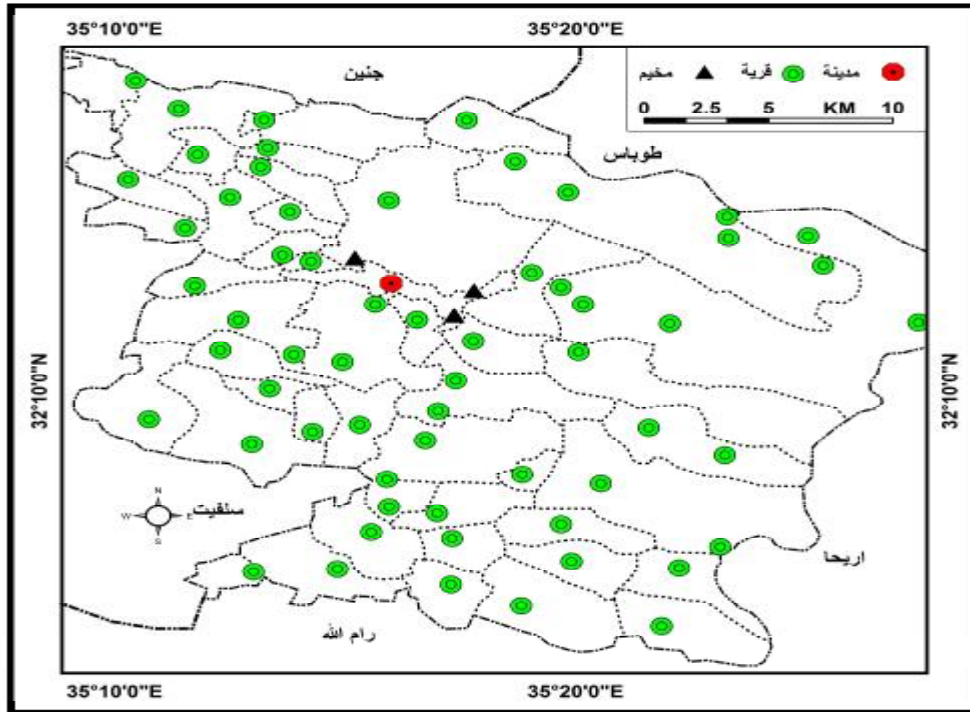 35°10'0"E 35°20'0"E
جنين
مدينة قرية مخيم
0 2.5 5 KM 10
طوباس
32°10'0"N 32°10'0"N
N
W E
S
سلفيت
اريحا
رام الله
35°10'0"E 35°20'0"E